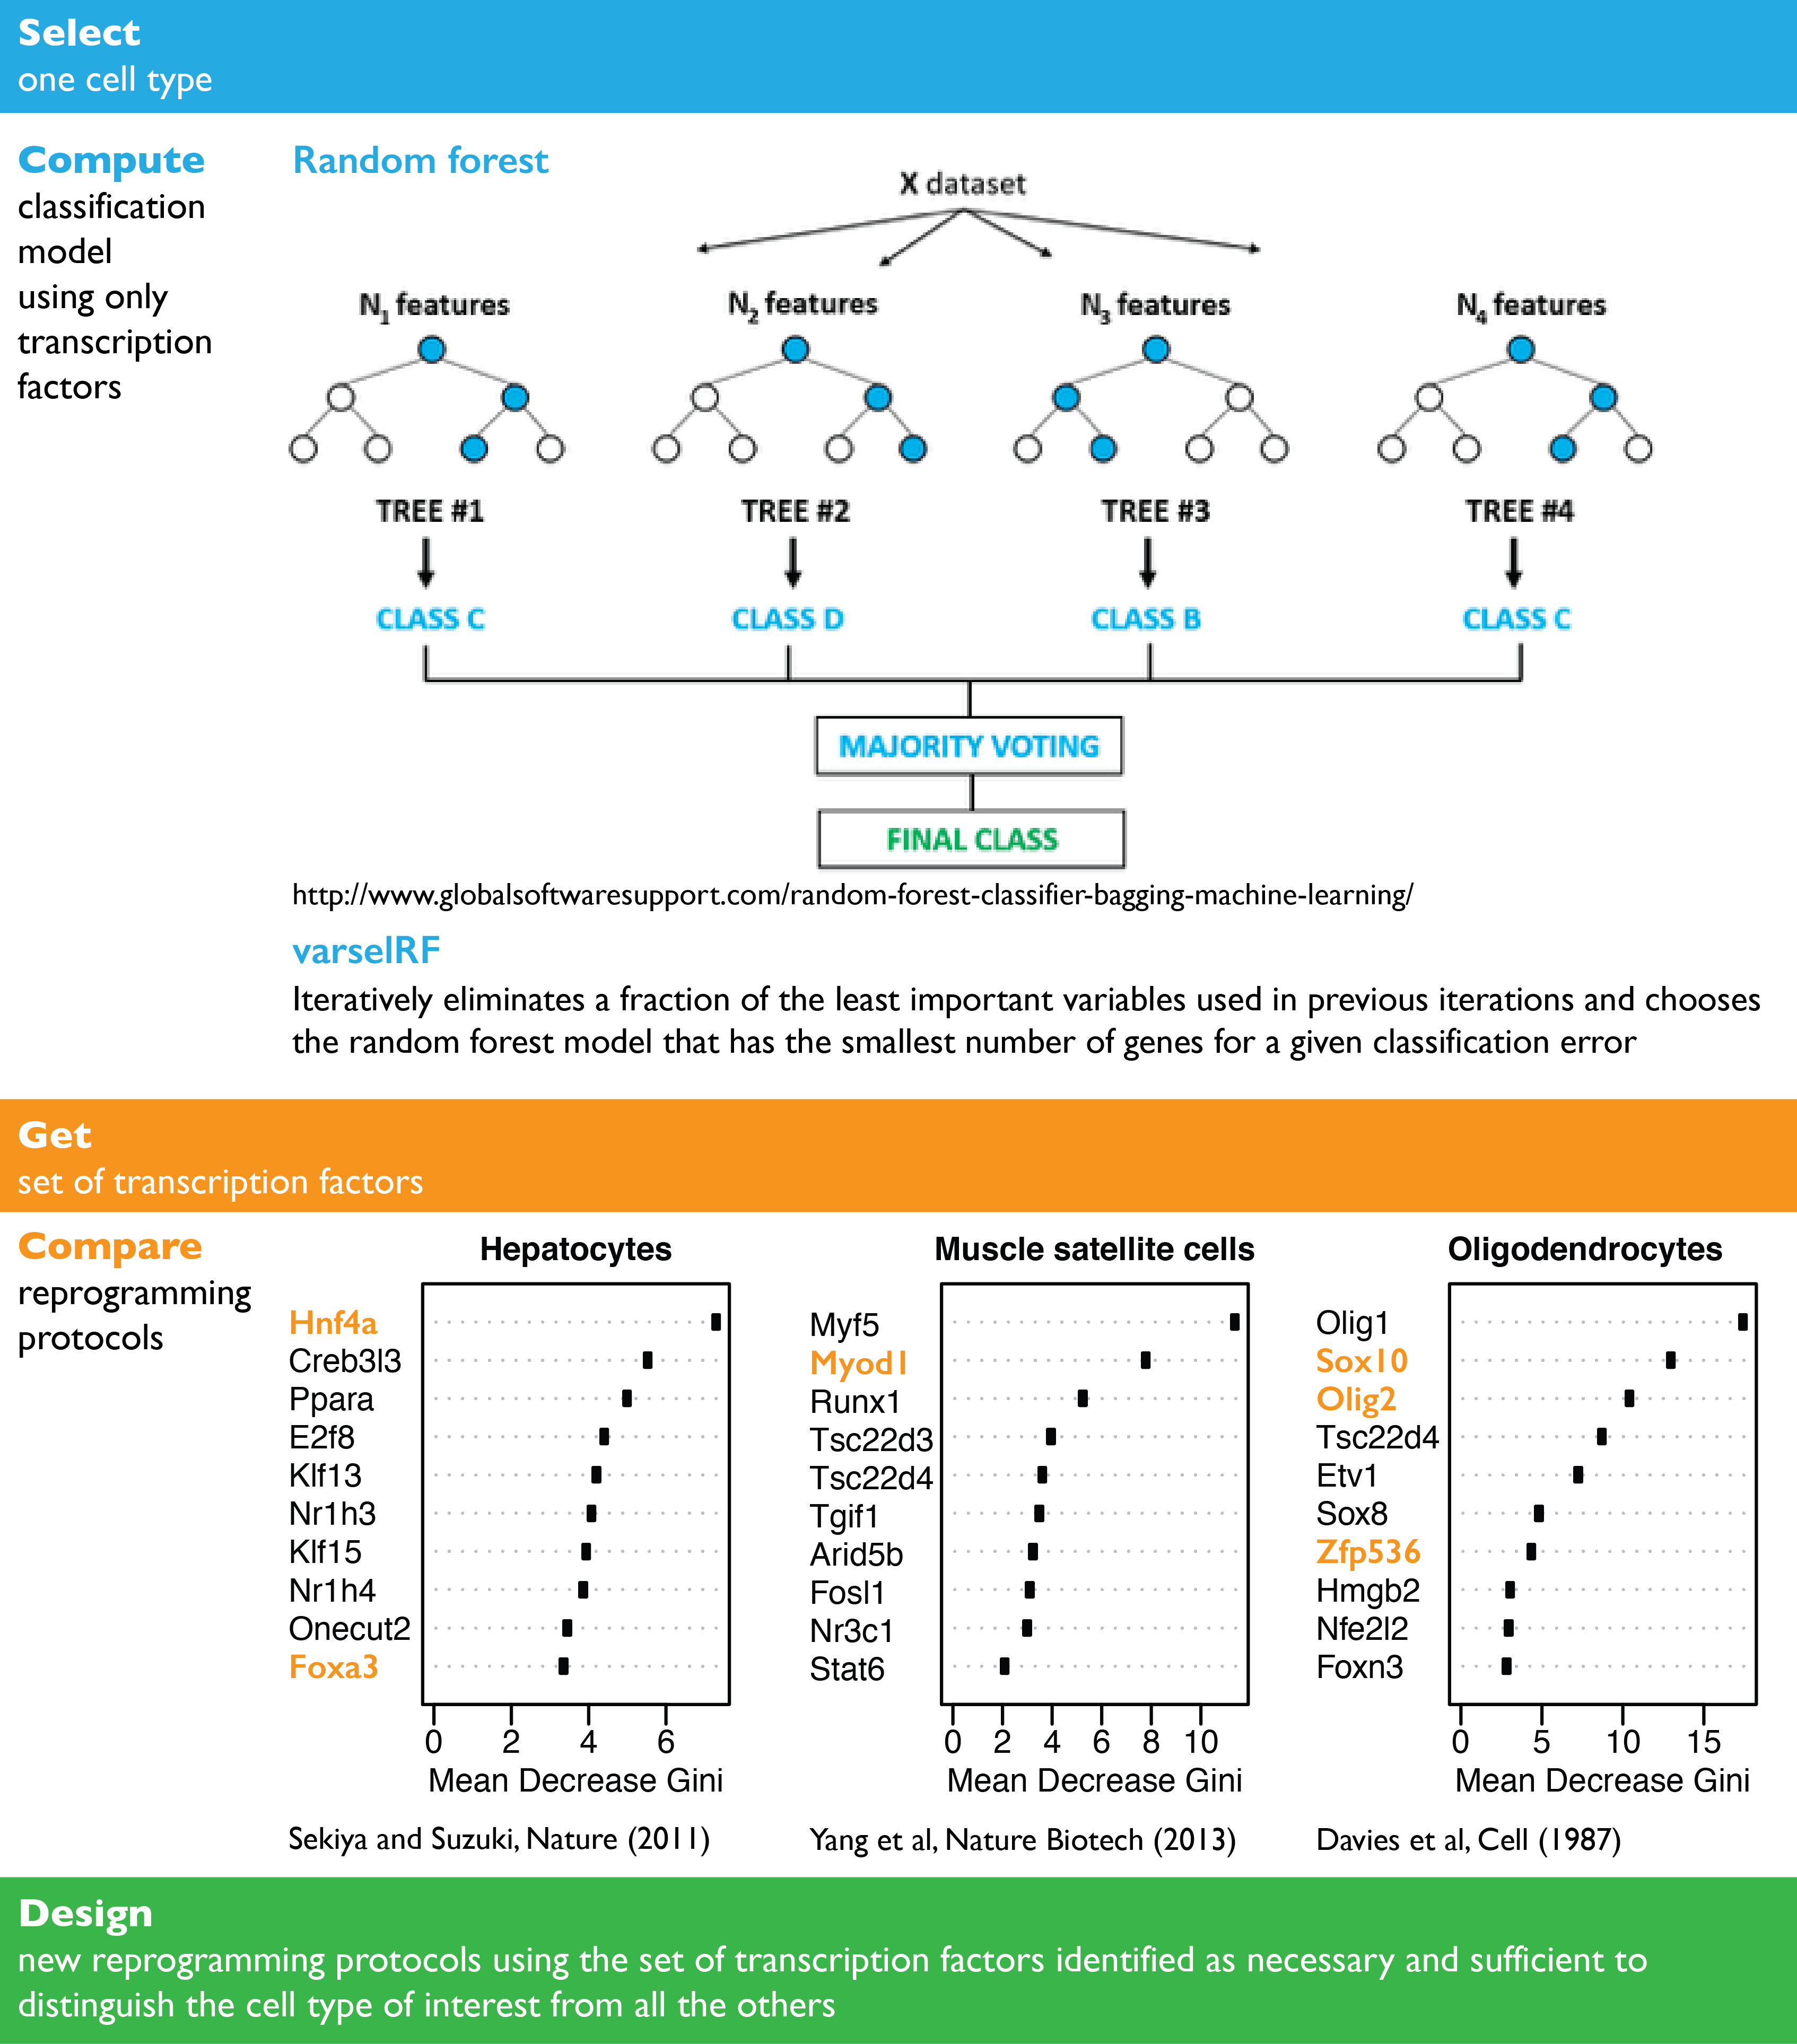 Select
one cell type
Compute
classification
model
using only
transcription
factors
Random forest
X dataset
N1 features
N2 features
N3 features
N4 features
TREE #1
TREE #2
TREE #3
TREE #4
CLASS C
CLASS D
CLASS B
CLASS C
MAJORITY VOTING
FINAL CLASS
http://www.globalsoftwaresupport.com/random-forest-classifier-bagging-machine-learning/
varselRF
Iteratively eliminates a fraction of the least important variables used in previous iterations and chooses
the random forest model that has the smallest number of genes for a given classification error
Get
set of transcription factors
Compare
reprogramming
protocols
Hepatocytes
Hnf4a
Creb3l3
Ppara
E2f8
Klf13
Nr1h3
Klf15
Nr1h4
Onecut2
Foxa3
0 2 4 6
Mean Decrease Gini
Sekiya and Suzuki, Nature (2011)
Muscle satellite cells
Myf5
Myod1
Runx1
Tsc22d3
Tsc22d4
Tgif1
Arid5b
Fosl1
Nr3c1
Stat6
0 2 4 6 8 10
Mean Decrease Gini
Yang et al, Nature Biotech (2013)
Oligodendrocytes
Olig1
Sox10
Olig2
Tsc22d4
Etv1
Sox8
Zfp536
Hmgb2
Nfe2l2
Foxn3
0 5 10 15
Mean Decrease Gini
Davies et al, Cell (1987)
Design
new reprogramming protocols using the set of transcription factors identified as necessary and sufficient to
distinguish the cell type of interest from all the others